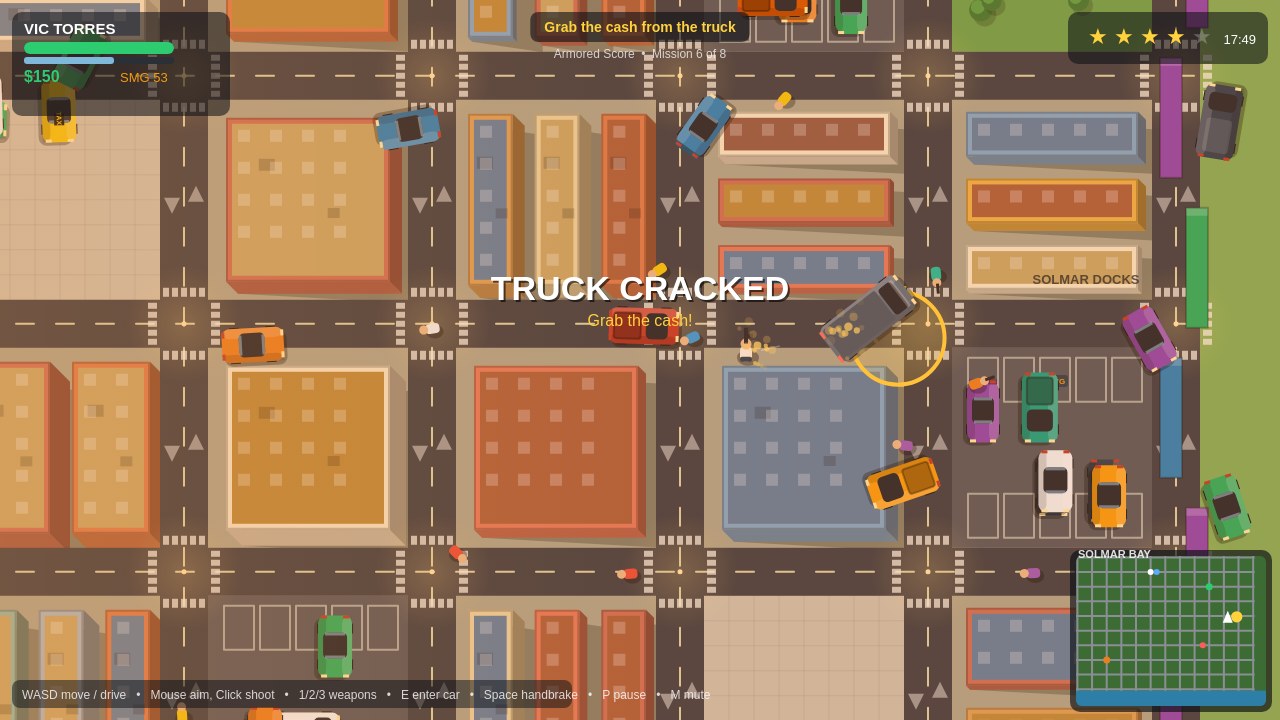 VIC TORRES
$150
SMG 53
Grab the cash from the truck
Armored Score • Mission 6 of 8
★ ★ ★ ★ ★
17:49
TAXI
SOLMAR DOCKS
TRUCK CRACKED
Grab the cash!
SOLMAR BAY
WASD move / drive • Mouse aim, Click shoot • 1/2/3 weapons • E enter car • Space handbrake • P pause • M mute